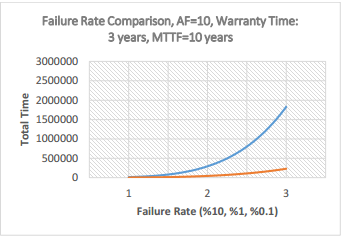 Failure Rate Comparison, AF=10, Warranty Time:
3 years, MTTF=10 years
3000000
2500000
2000000
1500000
1000000
500000
0
Total Time
1 2 3
Failure Rate (%10, %1, %0.1)